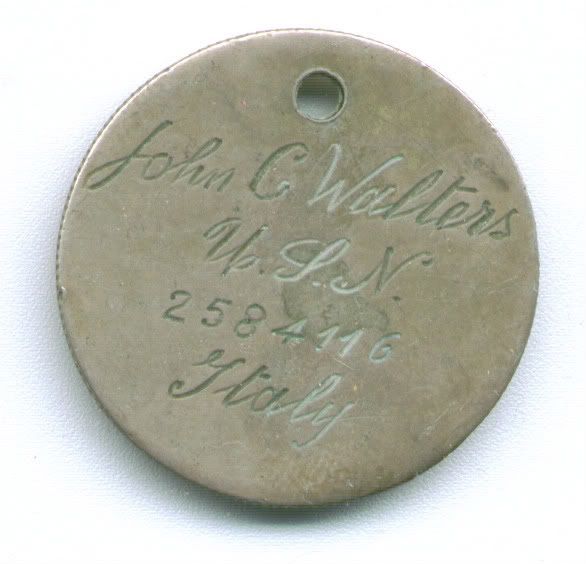 John C Walters
U.S.N.
2584116
Italy